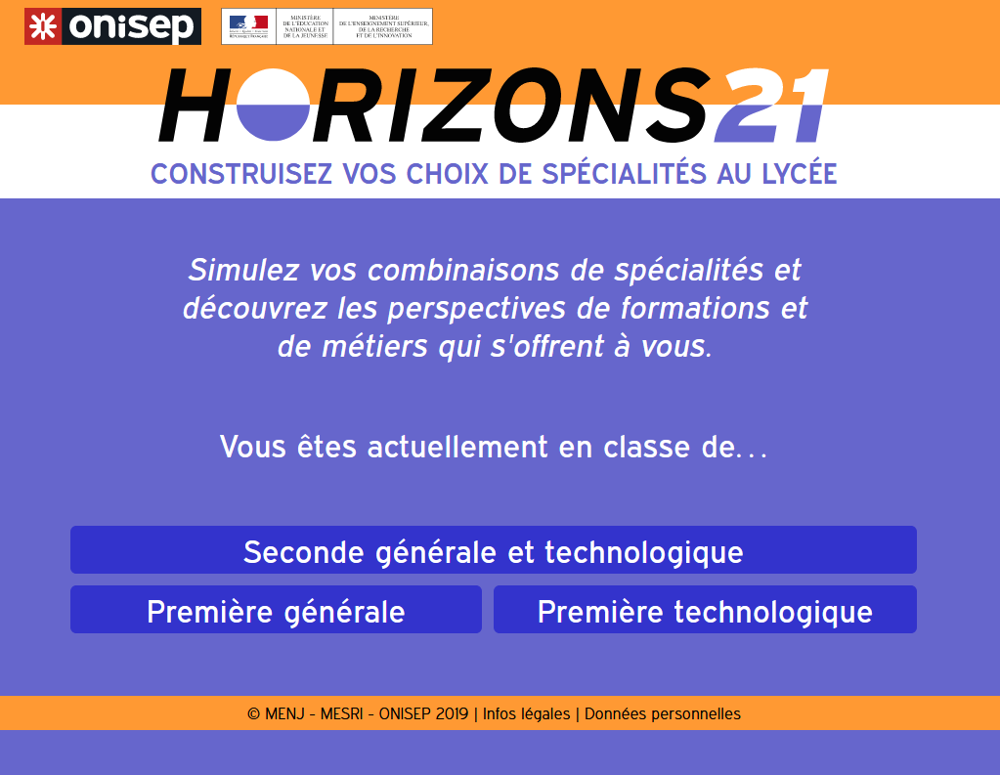 onisep
MINISTÈRE
DE L'ÉDUCATION
NATIONALE ET
DE LA JEUNESSE
MINISTÈRE
DE L'ENSEIGNEMENT SUPÉRIEUR,
DE LA RECHERCHE
ET DE L'INNOVATION
RÉPUBLIQUE FRANÇAISE
HORIZONS21
CONSTRUISEZ VOS CHOIX DE SPÉCIALITÉS AU LYCÉE
Simulez vos combinaisons de spécialités et
découvrez les perspectives de formations et
de métiers qui s'offrent à vous.
Vous êtes actuellement en classe de...
Seconde générale et technologique
Première générale
Première technologique
© MENJ - MESRI - ONISEP 2019 | Infos légales | Données personnelles